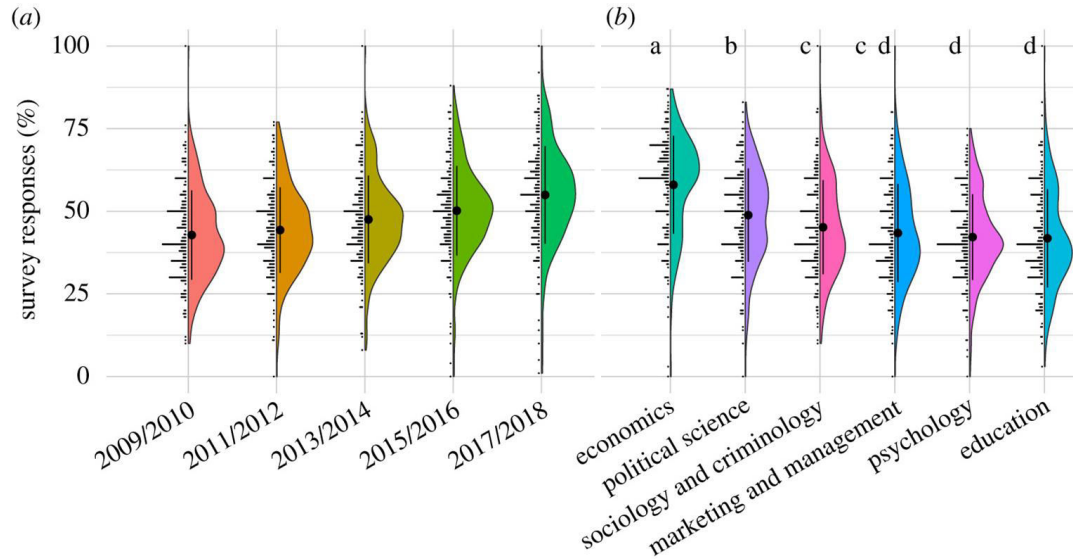 (a)
(b)
survey responses (%)
100
75
50
25
0
2009/2010
2011/2012
2013/2014
2015/2016
2017/2018
a
b
c
c d
d
d
economics
political science
sociology and criminology
marketing and management
psychology
education